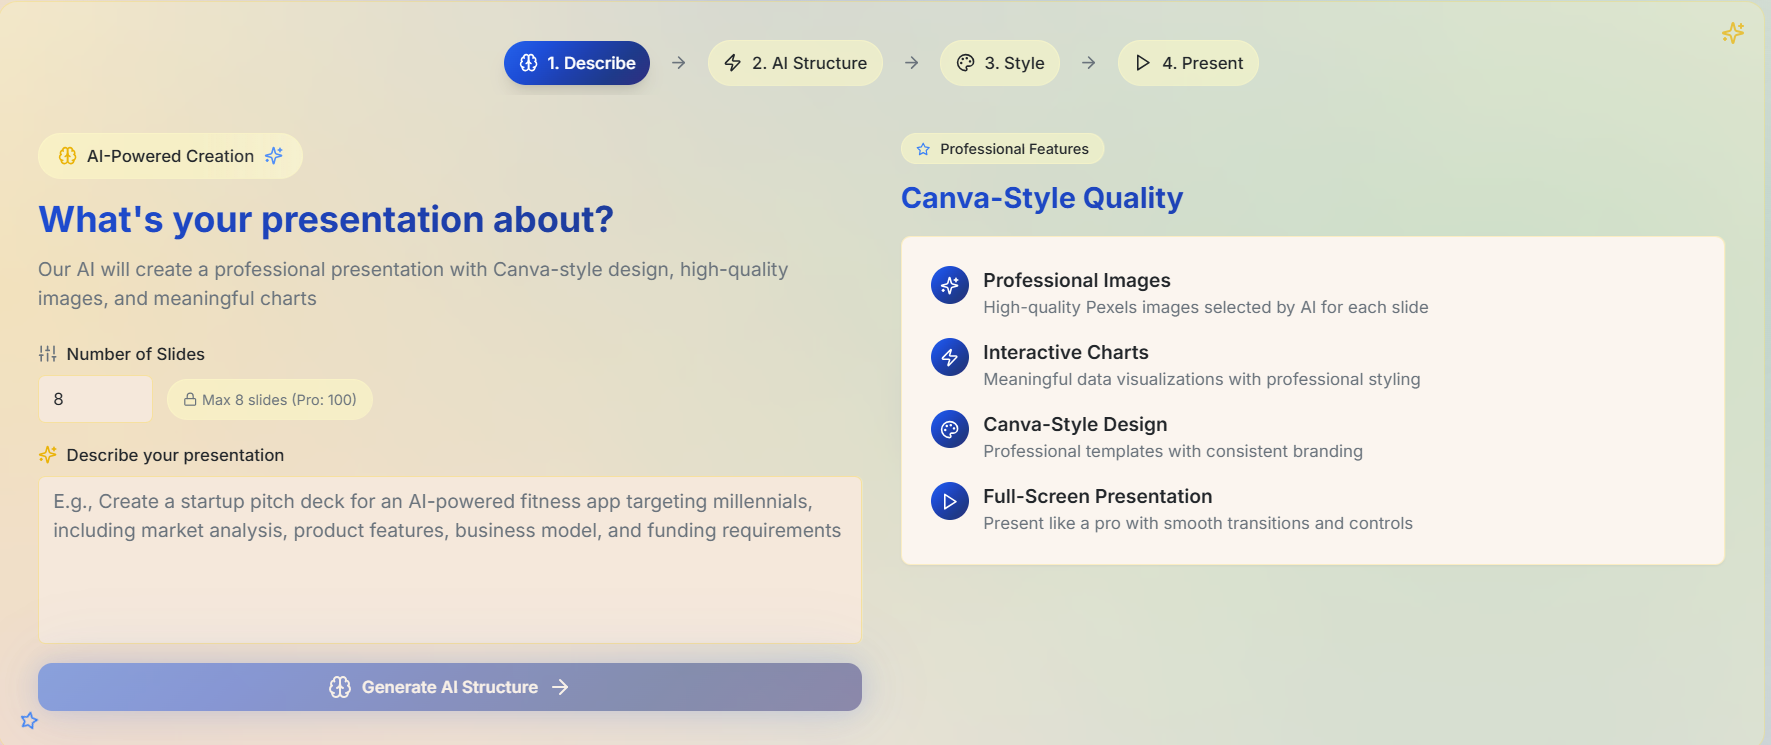 1. Describe
2. AI Structure
3. Style
4. Present
AI-Powered Creation
What's your presentation about?
Our AI will create a professional presentation with Canva-style design, high-quality
images, and meaningful charts
Number of Slides
8
Max 8 slides (Pro: 100)
Describe your presentation
E.g., Create a startup pitch deck for an AI-powered fitness app targeting millennials,
including market analysis, product features, business model, and funding requirements
Generate AI Structure
Professional Features
Canva-Style Quality
Professional Images
High-quality Pexels images selected by AI for each slide
Interactive Charts
Meaningful data visualizations with professional styling
Canva-Style Design
Professional templates with consistent branding
Full-Screen Presentation
Present like a pro with smooth transitions and controls